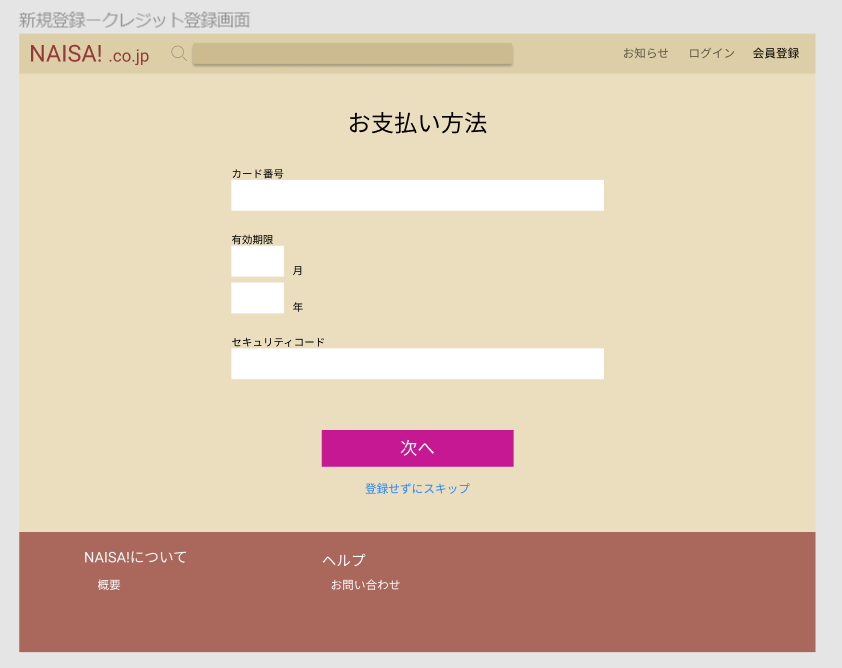 新規登録ークレジット登録画面
NAISA! .co.jp
お知らせ ログイン 会員登録
お支払い方法
カード番号
有効期限
月
年
セキュリティコード
次へ
登録せずにスキップ
NAISA!について
概要
ヘルプ
お問い合わせ